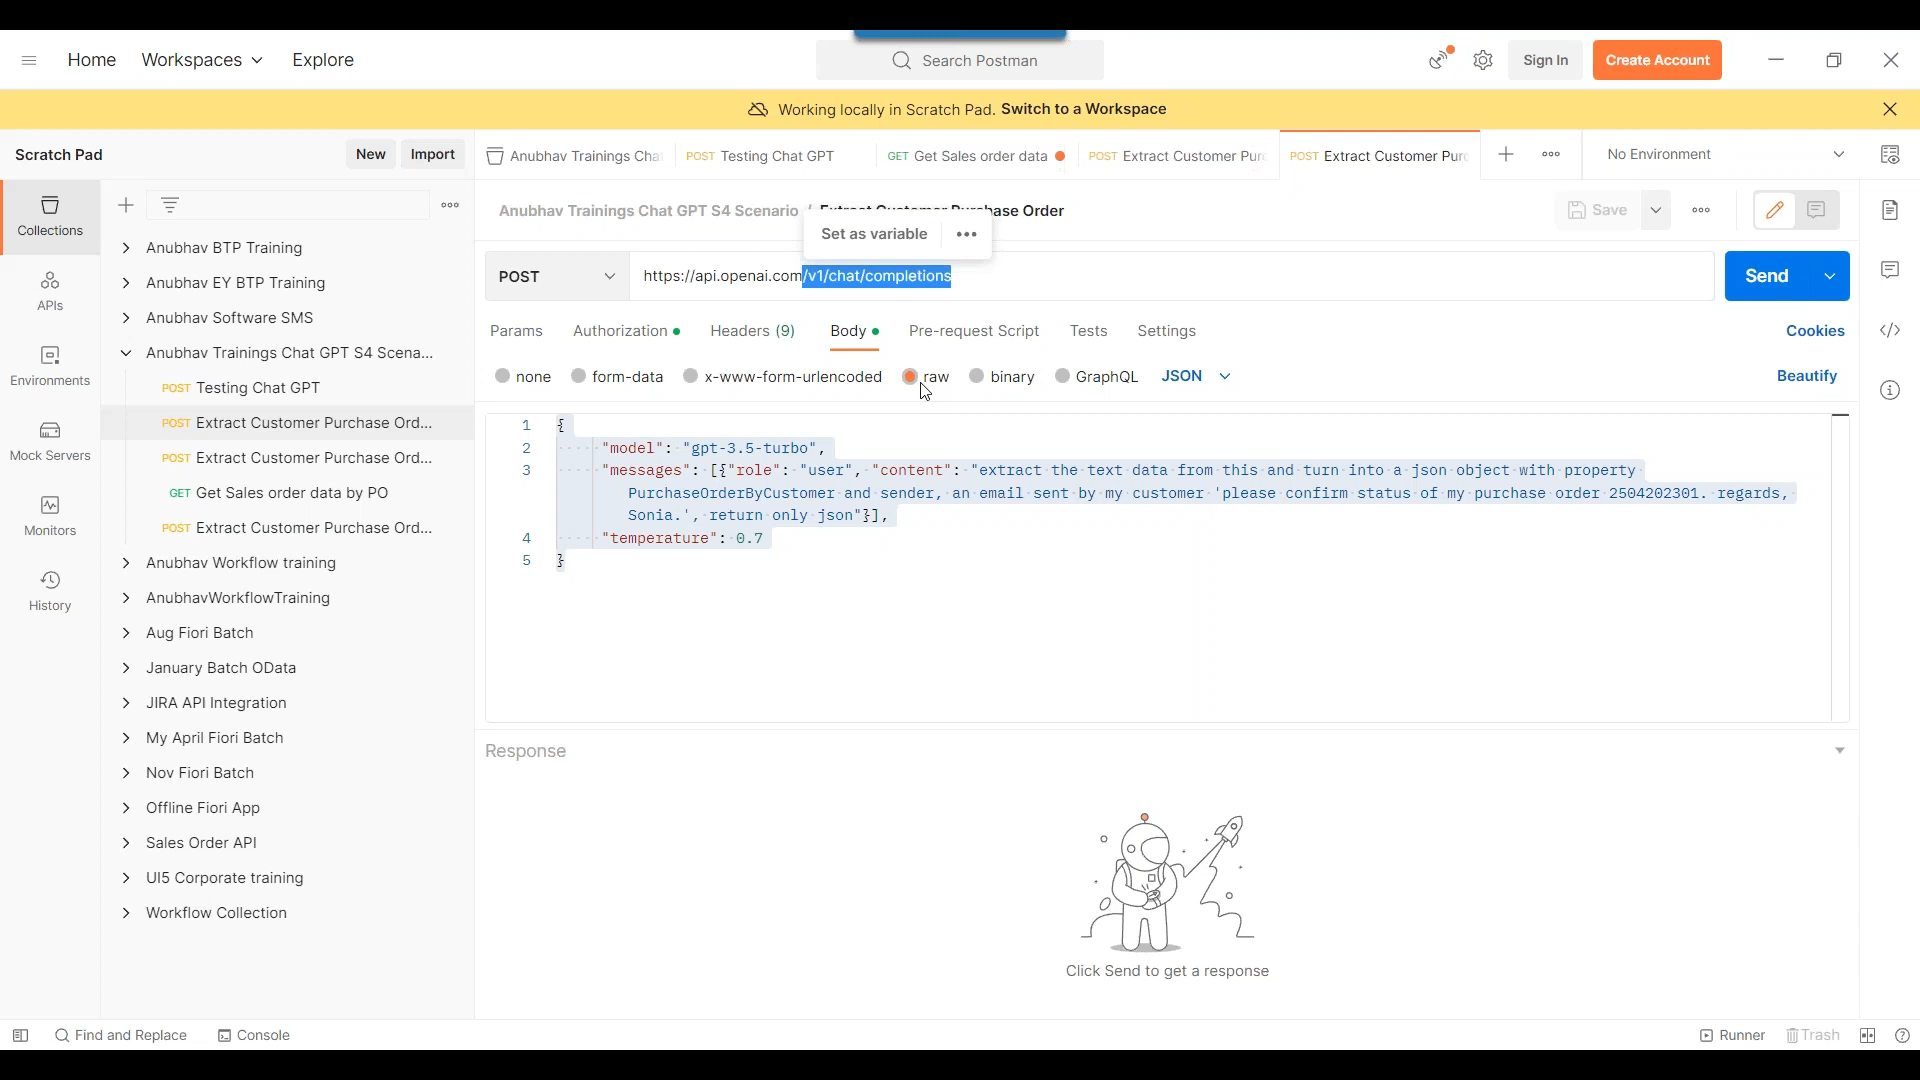 Home Workspaces Explore
Search Postman
Sign In Create Account
Working locally in Scratch Pad. Switch to a Workspace
Scratch Pad New Import
Anubhav Trainings Cha POST Testing Chat GPT GET Get Sales order data POST Extract Customer Purc POST Extract Customer Purc
No Environment
Collections
APIs
Environments
Mock Servers
Monitors
History
Anubhav BTP Training
Anubhav EY BTP Training
Anubhav Software SMS
Anubhav Trainings Chat GPT S4 Scena...
POST Testing Chat GPT
POST Extract Customer Purchase Ord...
POST Extract Customer Purchase Ord...
GET Get Sales order data by PO
POST Extract Customer Purchase Ord...
Anubhav Workflow training
AnubhavWorkflowTraining
Aug Fiori Batch
January Batch OData
JIRA API Integration
My April Fiori Batch
Nov Fiori Batch
Offline Fiori App
Sales Order API
UI5 Corporate training
Workflow Collection
Anubhav Trainings Chat GPT S4 Scenario / Extract Customer Purchase Order
Save
Set as variable
POST https://api.openai.com/v1/chat/completions
Send
Params Authorization Headers (9) Body Pre-request Script Tests Settings Cookies
none form-data x-www-form-urlencoded raw binary GraphQL JSON Beautify
1 {
2 "model": "gpt-3.5-turbo",
3 "messages": [{"role": "user", "content": "extract the text data from this and turn into a json object with property
PurchaseOrderByCustomer and sender, an email sent by my customer 'please confirm status of my purchase order 2504202301. regards,
Sonia.', return only json"}],
4 "temperature": 0.7
5 }
Response
Click Send to get a response
Find and Replace Console
Runner Trash